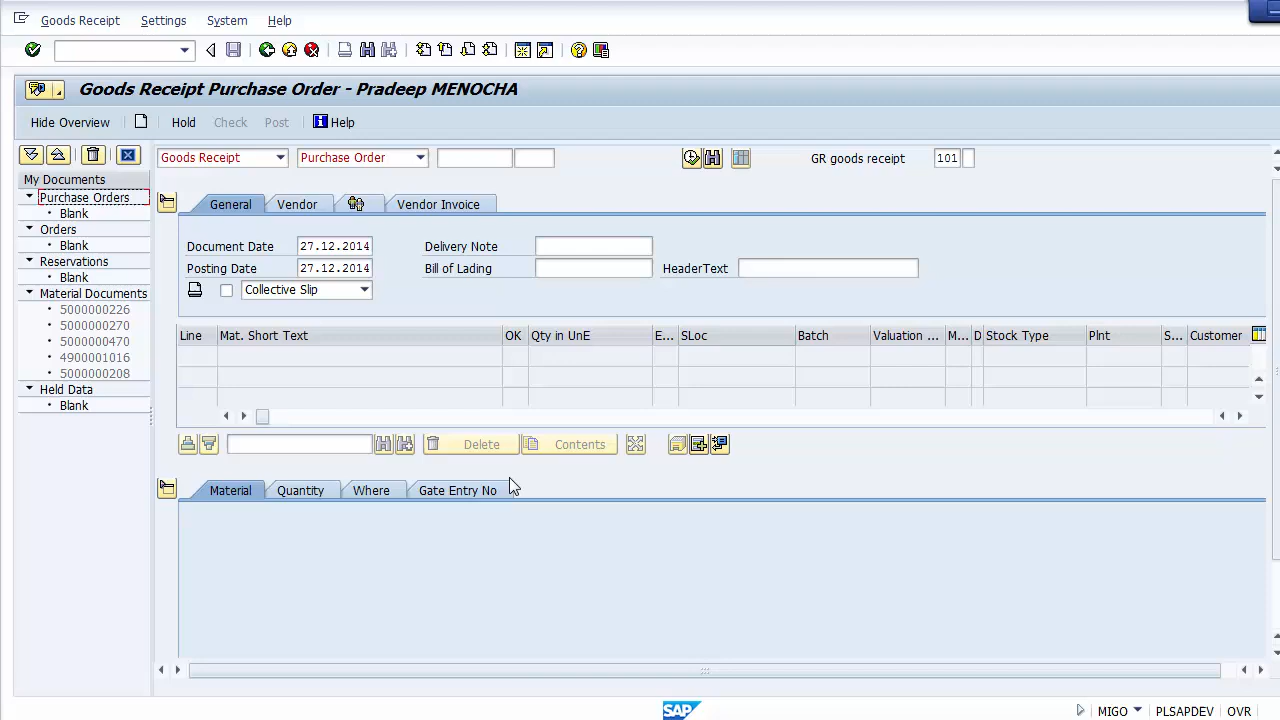 Goods Receipt Settings System Help
Goods Receipt Purchase Order - Pradeep MENOCHA
Hide Overview Hold Check Post Help
Goods Receipt Purchase Order GR goods receipt 101
My Documents
Purchase Orders
Blank
Orders
Blank
Reservations
Blank
Material Documents
5000000226
5000000270
5000000470
4900001016
5000000208
Held Data
Blank
General Vendor Vendor Invoice
Document Date 27.12.2014 Delivery Note
Posting Date 27.12.2014 Bill of Lading HeaderText
Collective Slip
Line Mat. Short Text OK Qty in UnE E... SLoc Batch Valuation ... M... D Stock Type Plnt S... Customer
Delete Contents
Material Quantity Where Gate Entry No
SAP MIGO PLSAPDEV OVR